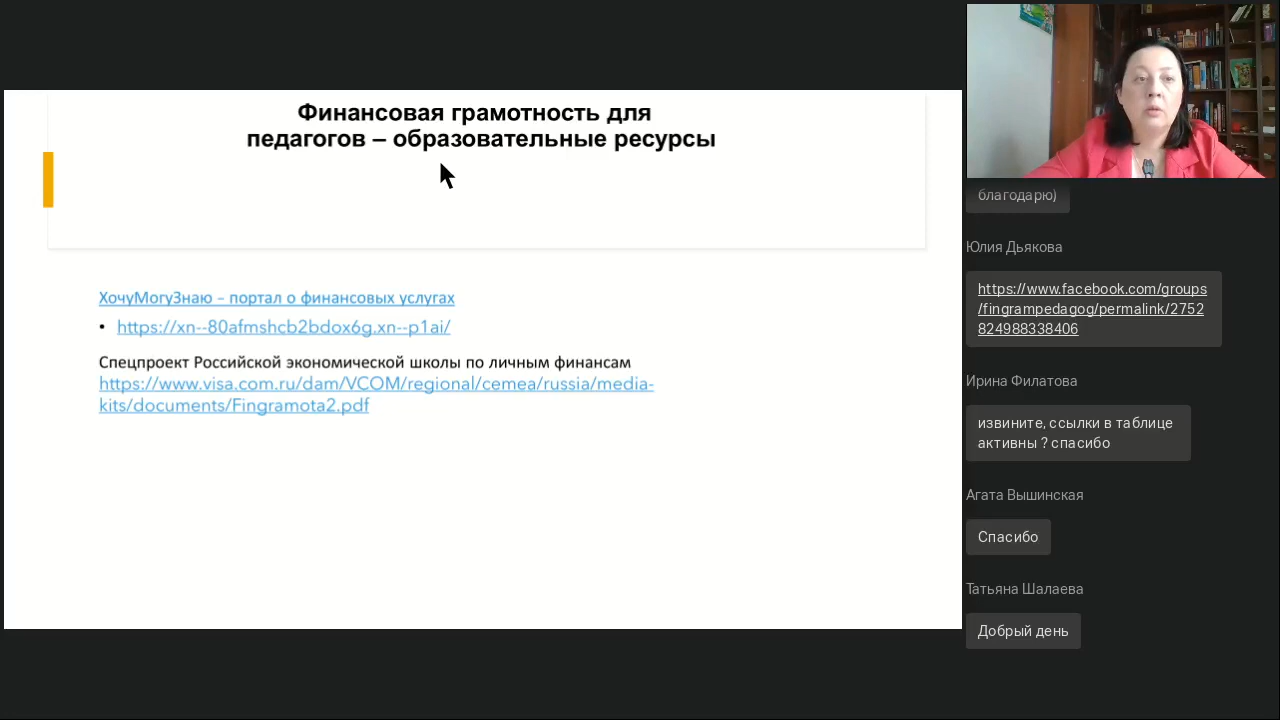 Финансовая грамотность для
педагогов – образовательные ресурсы
ХочуМогуЗнаю – портал о финансовых услугах
• https://xn--80afmshcb2bdox6g.xn--p1ai/
Спецпроект Российской экономической школы по личным финансам
https://www.visa.com.ru/dam/VCOM/regional/cemea/russia/media-
kits/documents/Fingramota2.pdf
благодарю)
Юлия Дьякова
https://www.facebook.com/groups
/fingrampedagog/permalink/2752
824988338406
Ирина Филатова
извините, ссылки в таблице
активны ? спасибо
Агата Вышинская
Спасибо
Татьяна Шалаева
Добрый день